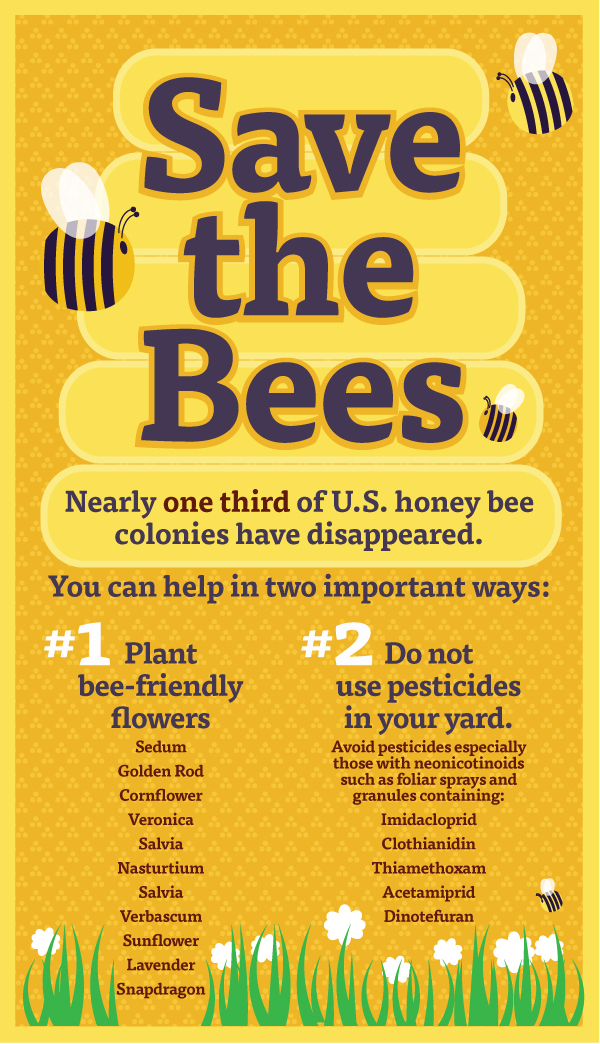 Save
the
Bees
Nearly one third of U.S. honey bee
colonies have disappeared.
You can help in two important ways:
#1 Plant
bee-friendly
flowers
Sedum
Golden Rod
Cornflower
Veronica
Salvia
Nasturtium
Salvia
Verbascum
Sunflower
Lavender
Snapdragon
#2 Do not
use pesticides
in your yard.
Avoid pesticides especially
those with neonicotinoids
such as foliar sprays and
granules containing:
Imidacloprid
Clothianidin
Thiamethoxam
Acetamiprid
Dinotefuran